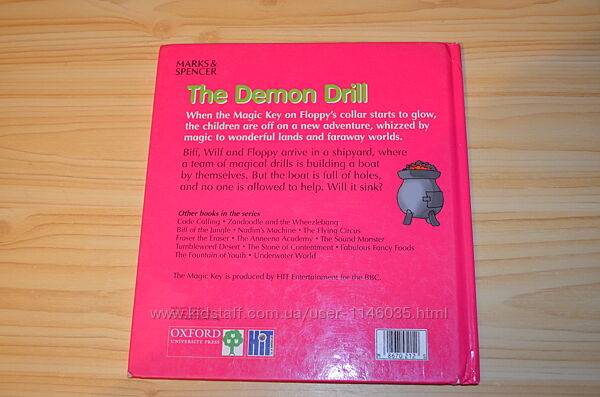 MARKS &
SPENCER
The Demon Drill
When the Magic Key on Floppy's collar starts to glow,
the children are off on a new adventure, whizzed by
magic to wonderful lands and faraway worlds.
Biff, Wilf and Floppy arrive in a shipyard, where
a team of magical drills is building a boat
by themselves. But the boat is full of holes,
and no one is allowed to help. Will it sink?
Other books in the series
Code Calling • Zandoodle and the Wheezlebang
Biff of the Jungle • Nadim's Machine • The Flying Circus
Fraser the Eraser • The Anneena Academy • The Sound Monster
Tumbleweed Desert • The Stone of Contentment • Fabulous Fancy Foods
The Fountain of Youth • Underwater World
The Magic Key is produced by HIT Entertainment for the BBC.
© kidstaff.com.ua/user-1146035.html
OXFORD
UNIVERSITY PRESS
HiT